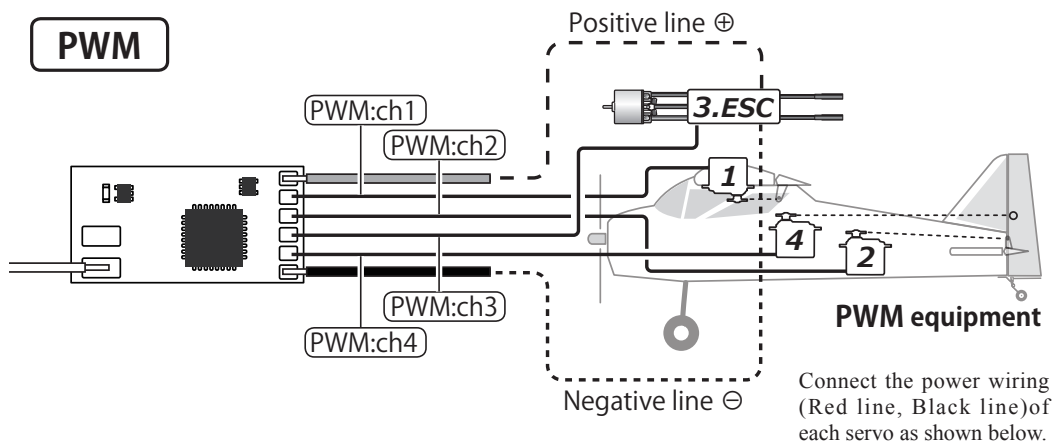 PWM
Positive line ⊕
3.ESC
PWM:ch1
PWM:ch2
1
4
2
PWM:ch3
PWM:ch4
Negative line ⊖
PWM equipment
Connect the power wiring
(Red line, Black line)of
each servo as shown below.